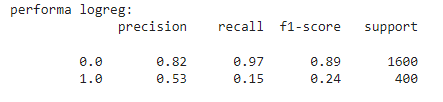 performa logreg:
precision recall f1-score support
0.0 0.82 0.97 0.89 1600
1.0 0.53 0.15 0.24 400